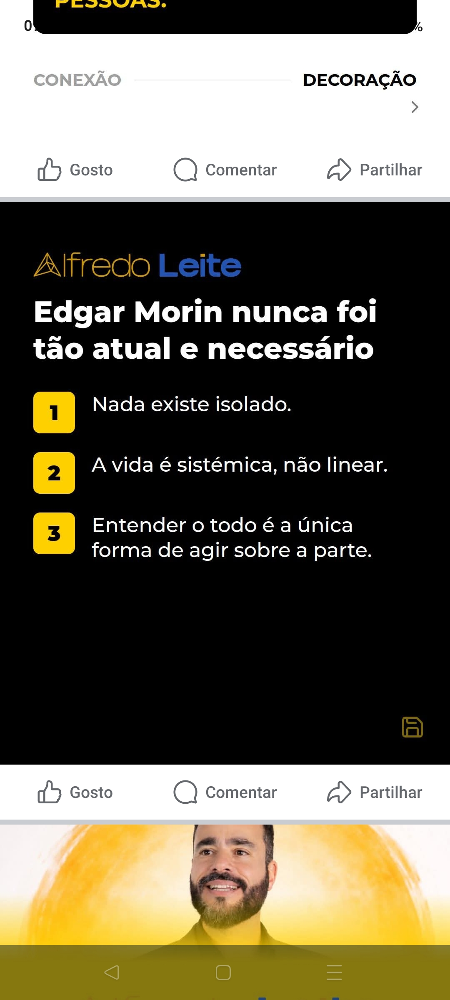 PESSOAS.
CONEXÃO
DECORAÇÃO
Gosto
Comentar
Partilhar
Alfredo Leite
Edgar Morin nunca foi
tão atual e necessário
1
Nada existe isolado.
2
A vida é sistémica, não linear.
3
Entender o todo é a única
forma de agir sobre a parte.
Gosto
Comentar
Partilhar